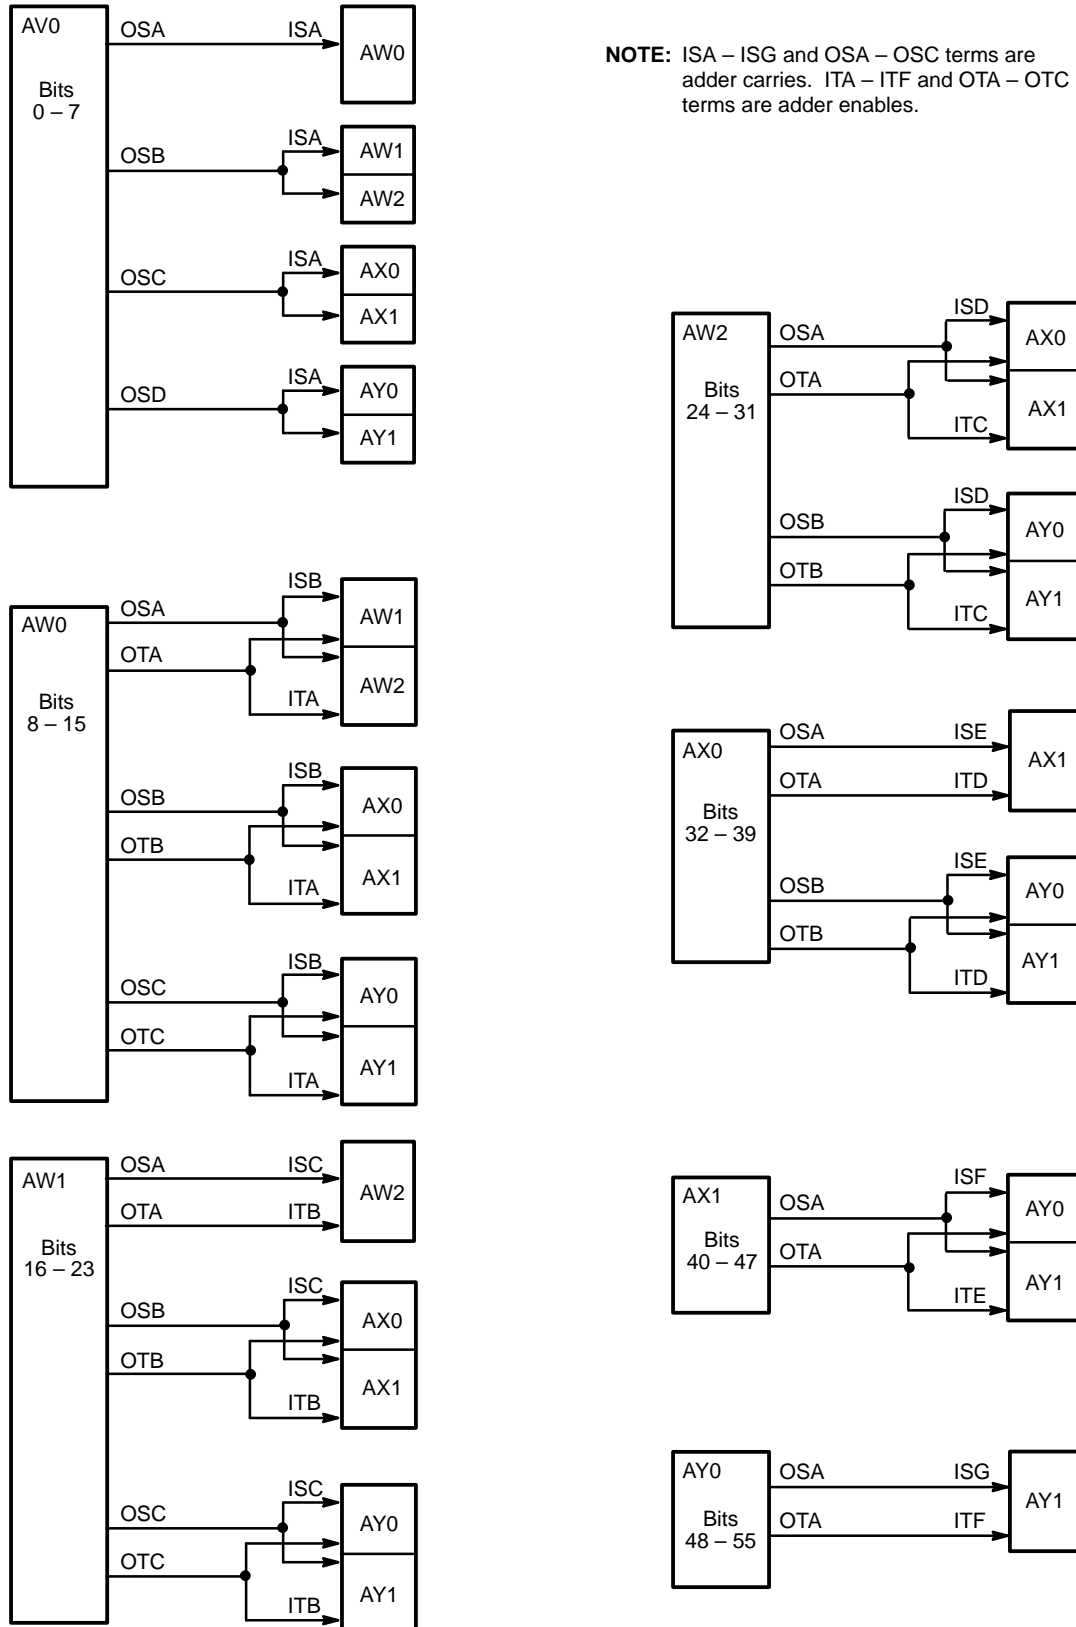 AV0
Bits
0 – 7
OSA
ISA
AW0
OSB
ISA
AW1
AW2
OSC
ISA
AX0
AX1
OSD
ISA
AY0
AY1
AW0
Bits
8 – 15
OSA
ISB
OTA
ITA
AW1
AW2
OSB
ISB
OTB
ITA
AX0
AX1
OSC
ISB
OTC
ITA
AY0
AY1
AW1
Bits
16 – 23
OSA
ISC
OTA
ITB
AW2
OSB
ISC
OTB
ITB
AX0
AX1
OSC
ISC
OTC
ITB
AY0
AY1
NOTE: ISA – ISG and OSA – OSC terms are
adder carries. ITA – ITF and OTA – OTC
terms are adder enables.
AW2
Bits
24 – 31
OSA
ISD
OTA
ITC
AX0
AX1
OSB
ISD
OTB
ITC
AY0
AY1
AX0
Bits
32 – 39
OSA
ISE
OTA
ITD
AX1
OSB
ISE
OTB
ITD
AY0
AY1
AX1
Bits
40 – 47
OSA
ISF
OTA
ITE
AY0
AY1
AY0
Bits
48 – 55
OSA
ISG
OTA
ITF
AY1